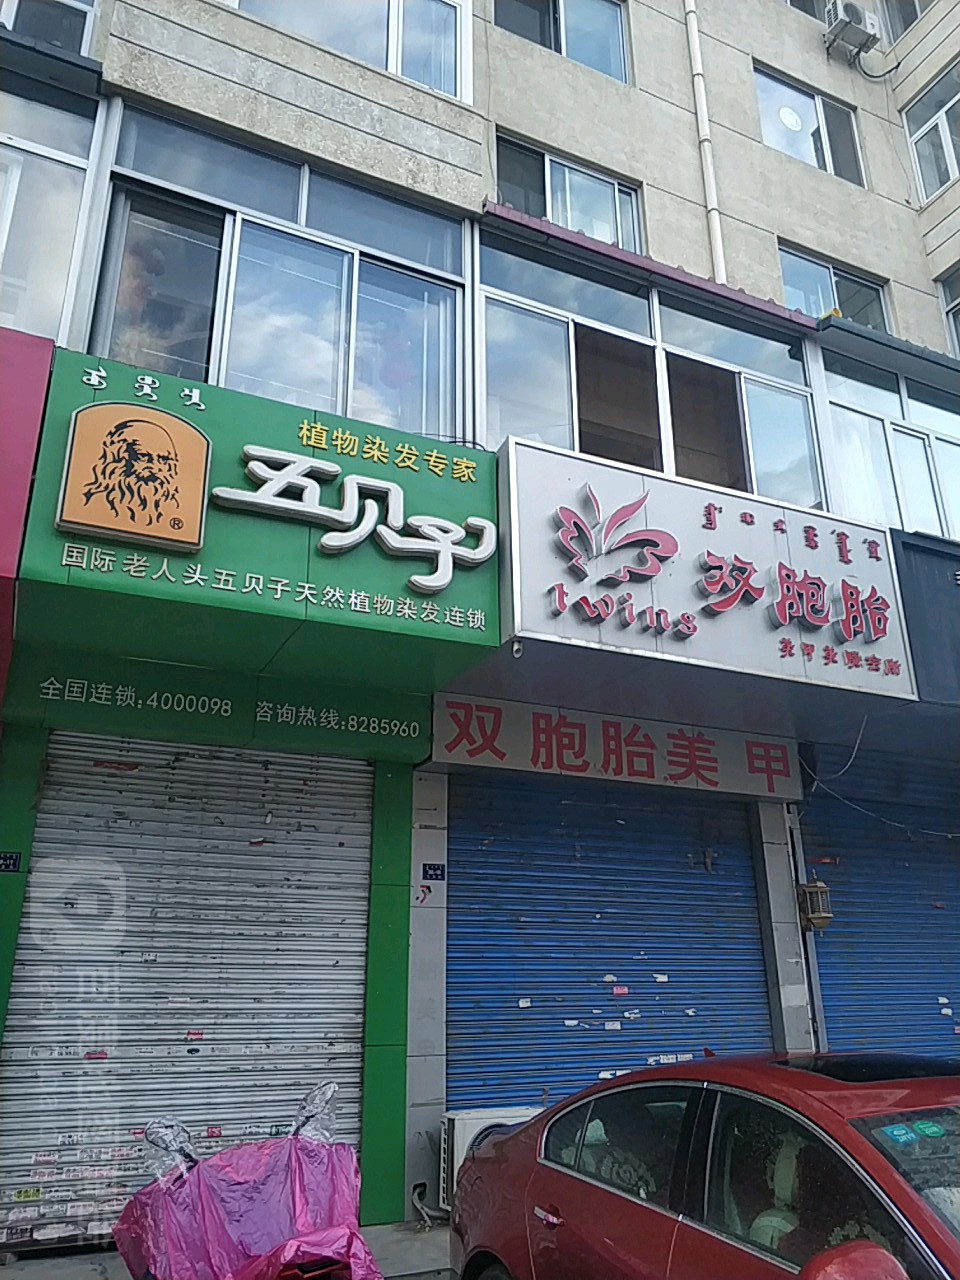 植物染发专家
五贝子
®
国际老人头五贝子天然植物染发连锁
全国连锁:4000098 咨询热线:8285960
twins
双胞胎
双胞胎美甲